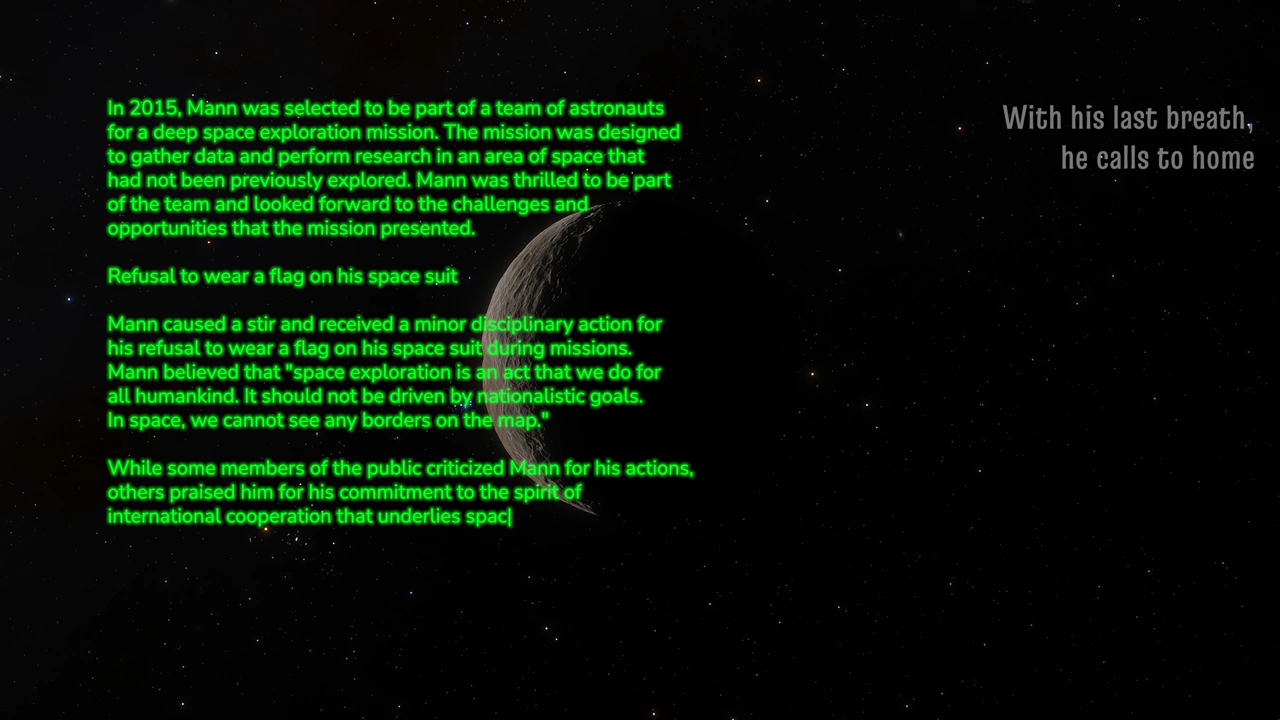 In 2015, Mann was selected to be part of a team of astronauts
for a deep space exploration mission. The mission was designed
to gather data and perform research in an area of space that
had not been previously explored. Mann was thrilled to be part
of the team and looked forward to the challenges and
opportunities that the mission presented.
Refusal to wear a flag on his space suit
Mann caused a stir and received a minor disciplinary action for
his refusal to wear a flag on his space suit during missions.
Mann believed that "space exploration is an act that we do for
all humankind. It should not be driven by nationalistic goals.
In space, we cannot see any borders on the map."
While some members of the public criticized Mann for his actions,
others praised him for his commitment to the spirit of
international cooperation that underlies spac|
With his last breath,
he calls to home